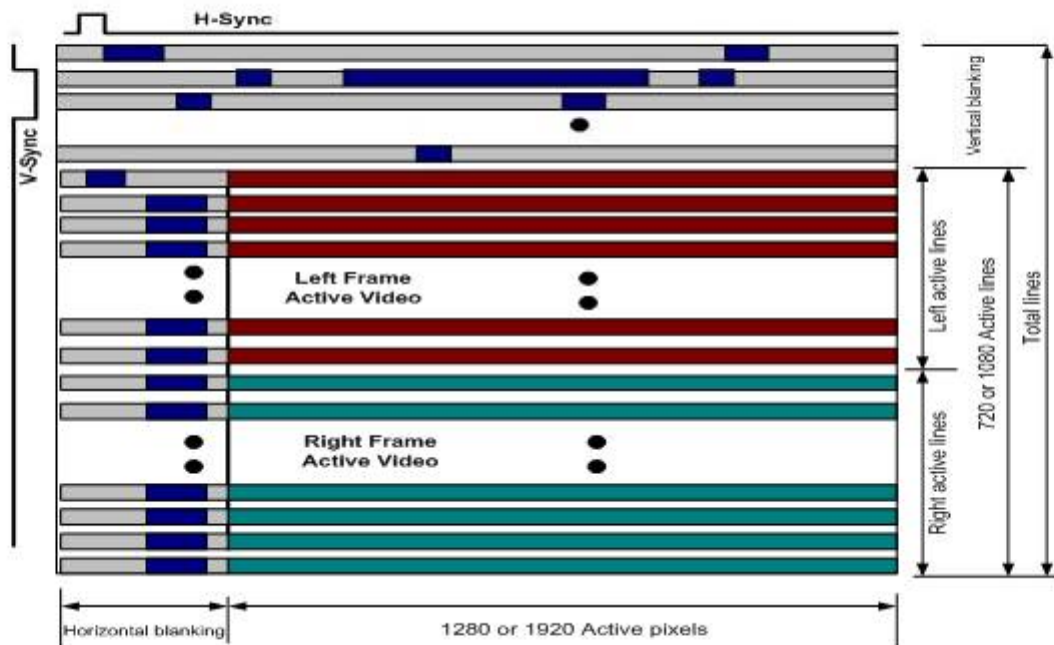 H-Sync
V-Sync
Vertical blanking
Left Frame
Active Video
Left active lines
720 or 1080 Active lines
Total lines
Right Frame
Active Video
Right active lines
Horizontal blanking
1280 or 1920 Active pixels